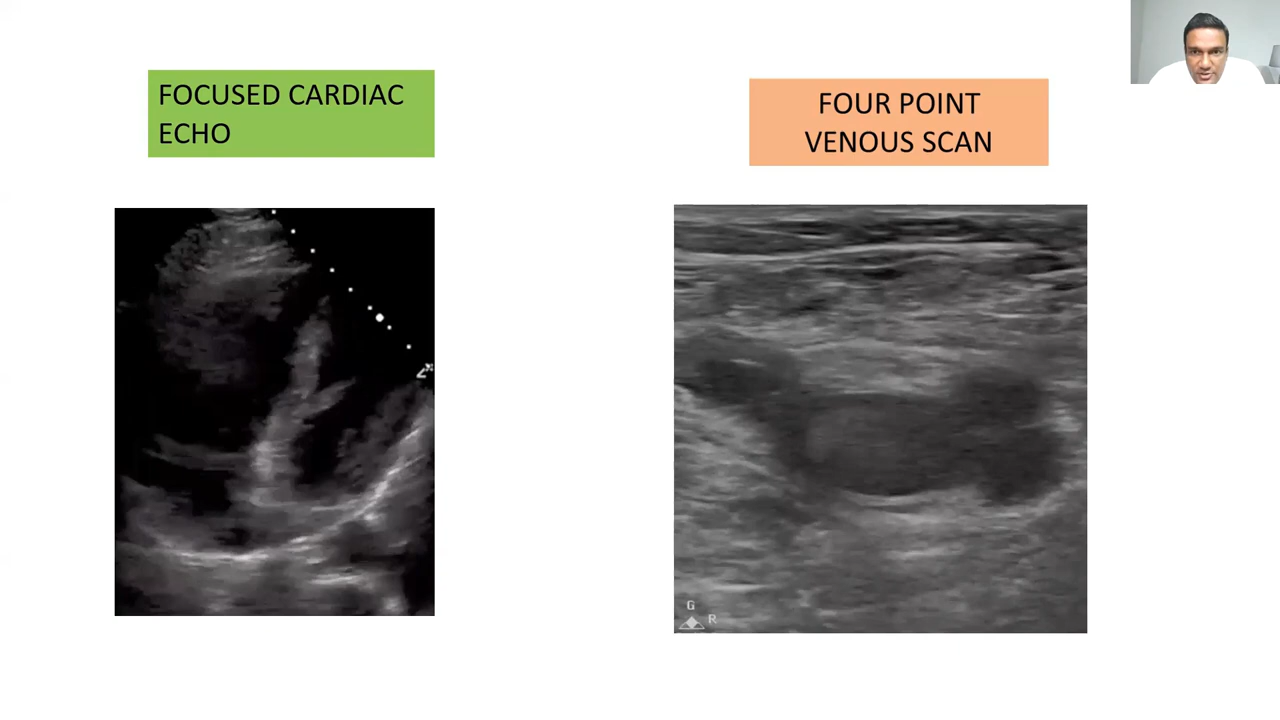 FOCUSED CARDIAC
ECHO
FOUR POINT
VENOUS SCAN
G
R